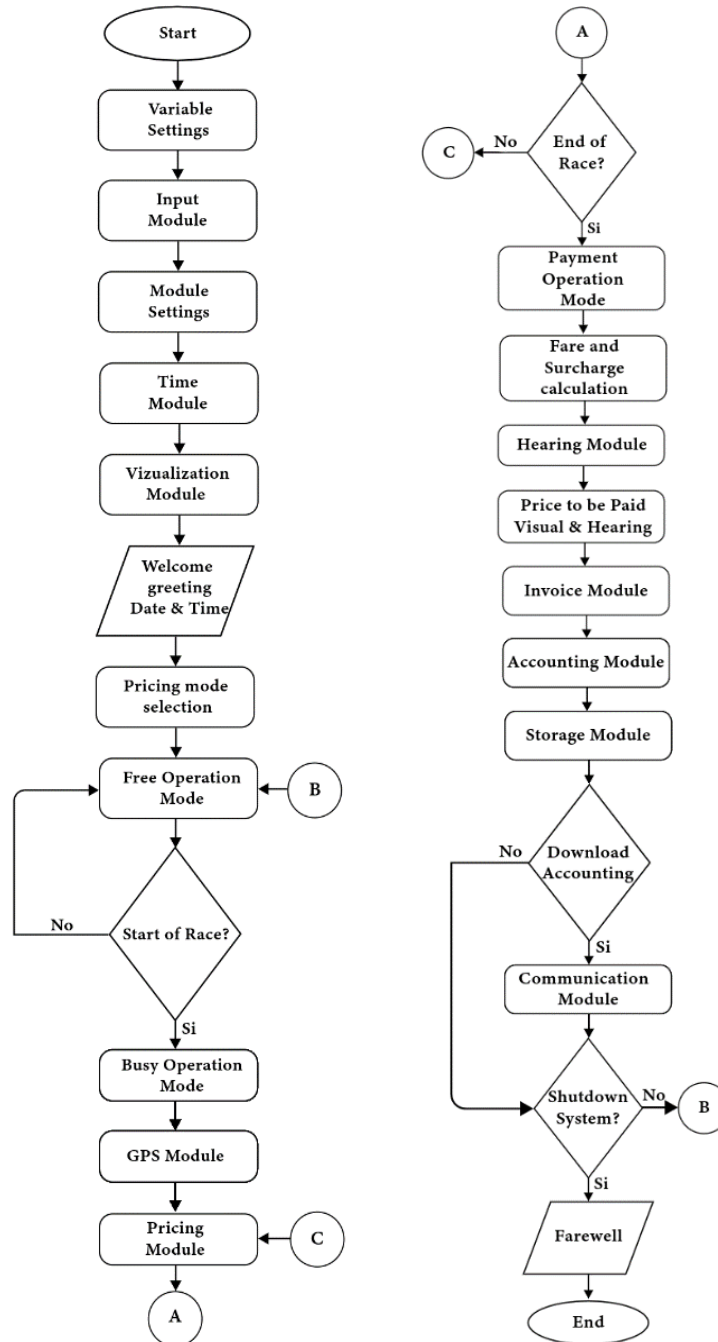 Start
Variable
Settings
Input
Module
Module
Settings
Time
Module
Vizualization
Module
Welcome
greeting
Date & Time
Pricing mode
selection
Free Operation
Mode
B
No
Start of Race?
Si
Busy Operation
Mode
GPS Module
Pricing
Module
C
A
A
End of
Race?
No
C
Si
Payment
Operation
Mode
Fare and
Surcharge
calculation
Hearing Module
Price to be Paid
Visual & Hearing
Invoice Module
Accounting Module
Storage Module
Download
Accounting
No
Si
Communication
Module
Shutdown
System?
No
B
Si
Farewell
End